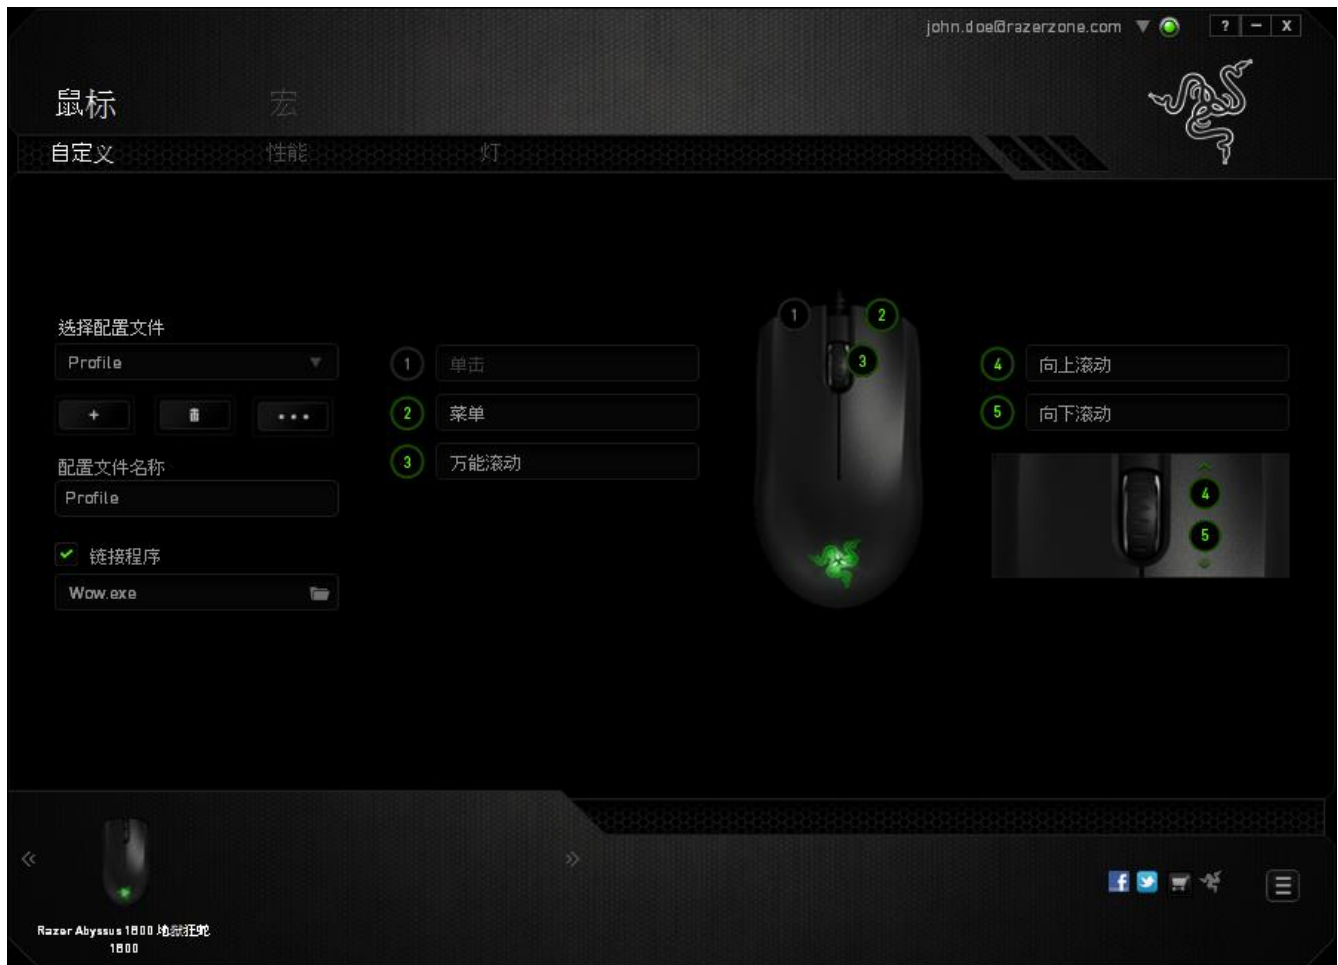 john.doe@razerzone.com
? - X
鼠标 宏
自定义 性能 灯
选择配置文件
Profile
+ •••
配置文件名称
Profile
链接程序
Wow.exe
1 单击
2 菜单
3 万能滚动
1
2
3
4 向上滚动
5 向下滚动
4
5
Razer Abyssus 1800 地狱狂蛇
1800